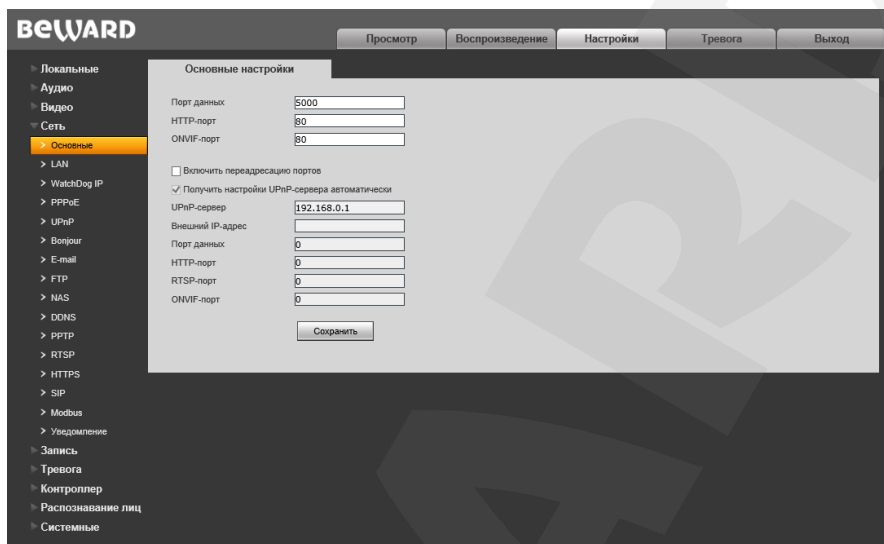 BEWARD
Просмотр Воспроизведение Настройки Тревога Выход
Локальные
Аудио
Видео
Сеть
Основные
LAN
WatchDog IP
PPPoE
UPnP
Bonjour
E-mail
FTP
NAS
DDNS
PPTP
RTSP
HTTPS
SIP
Modbus
Уведомление
Запись
Тревога
Контроллер
Распознавание лиц
Системные
Основные настройки
Порт данных 5000
HTTP-порт 80
ONVIF-порт 80
Включить переадресацию портов
Получить настройки UPnP-сервера автоматически
UPnP-сервер 192.168.0.1
Внешний IP-адрес
Порт данных 0
HTTP-порт 0
RTSP-порт 0
ONVIF-порт 0
Сохранить